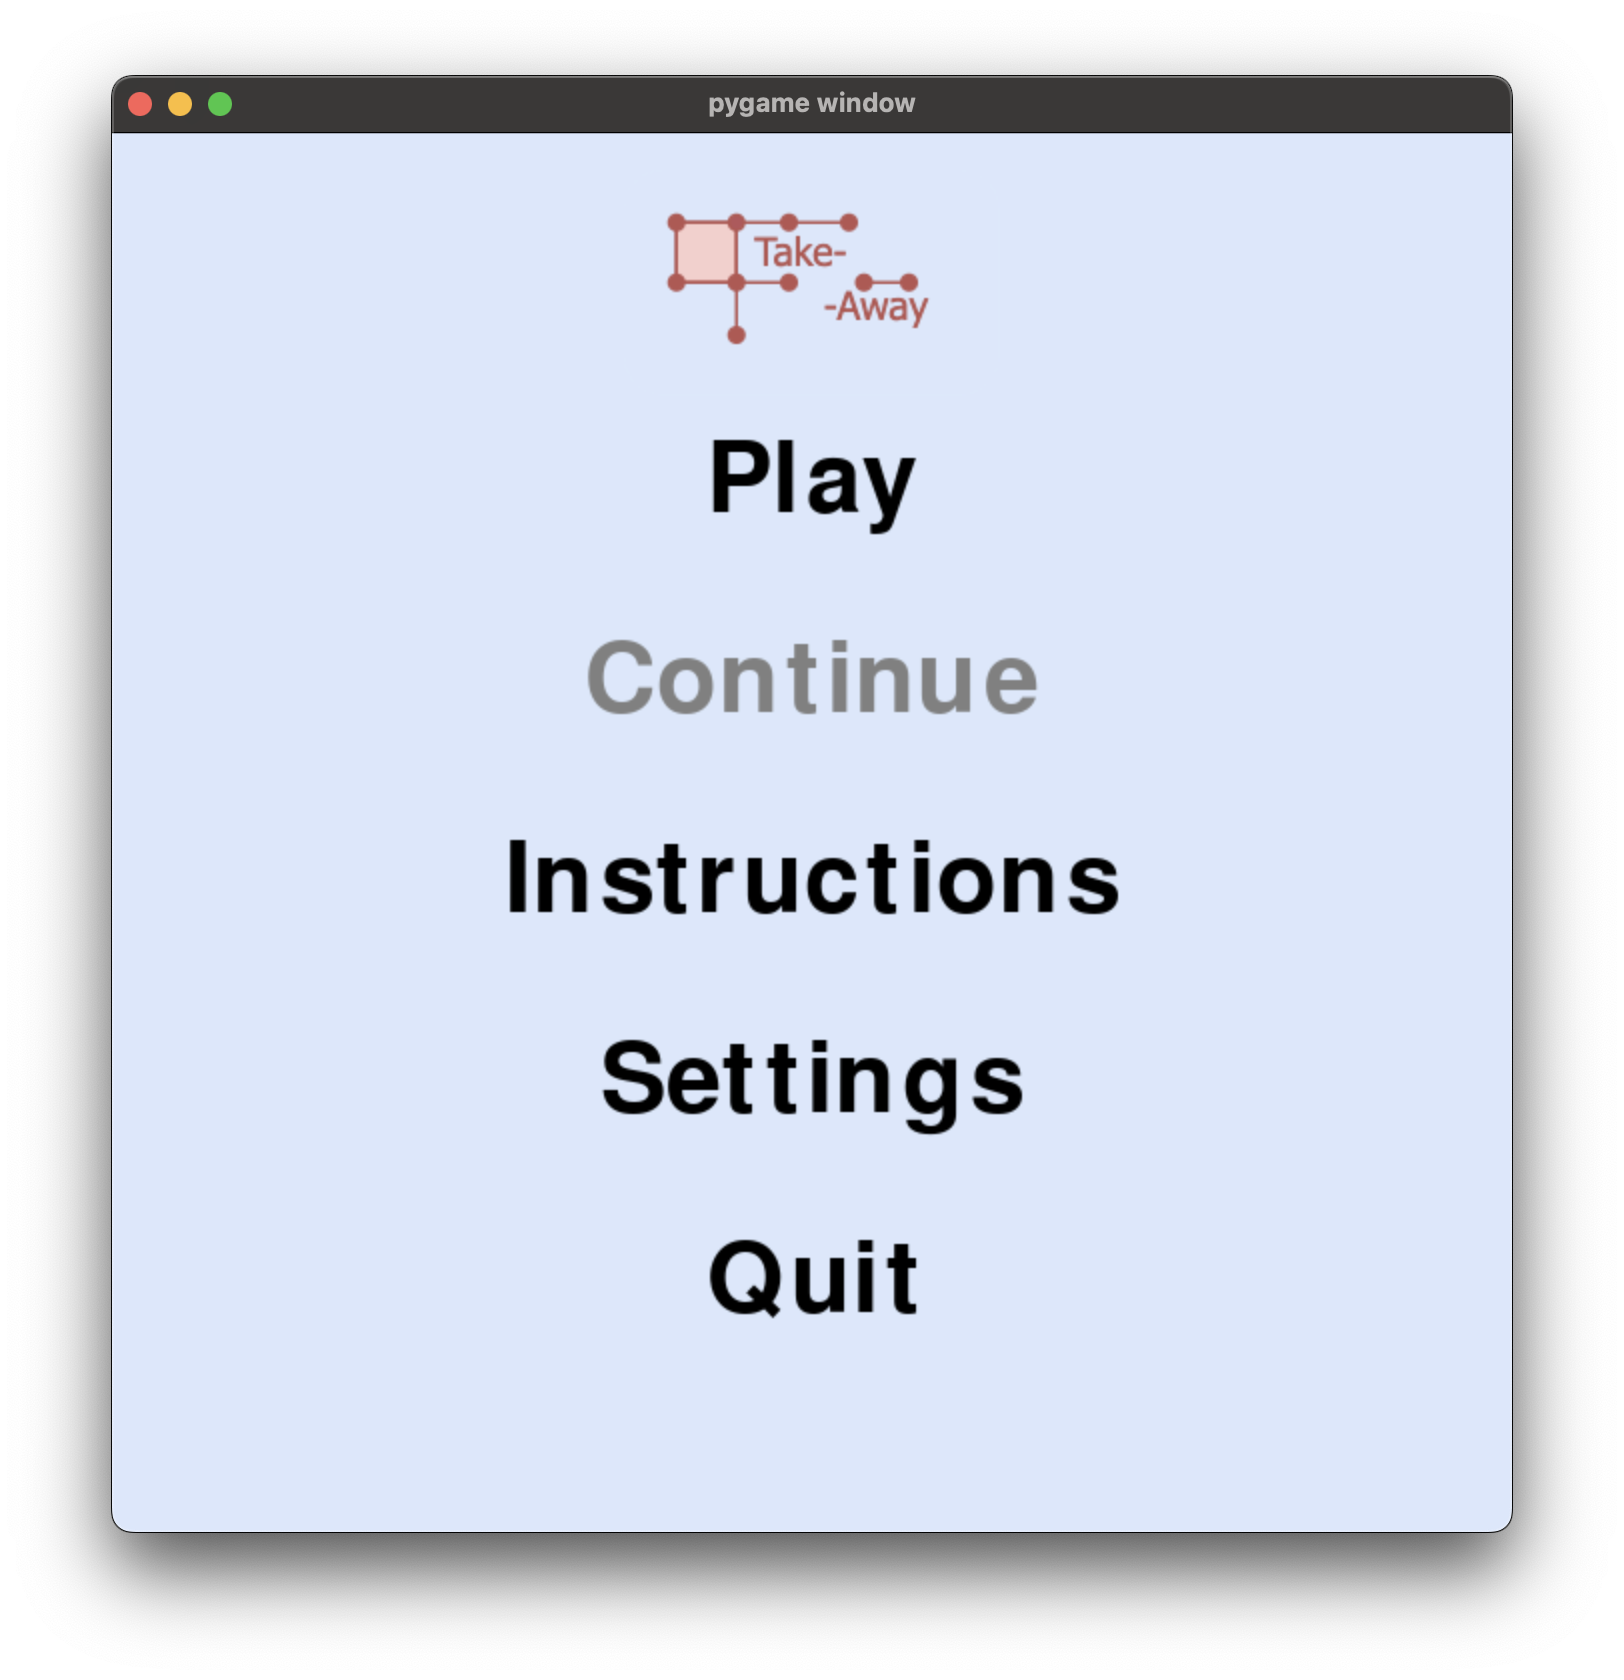 pygame window
Take-
-Away
Play
Continue
Instructions
Settings
Quit